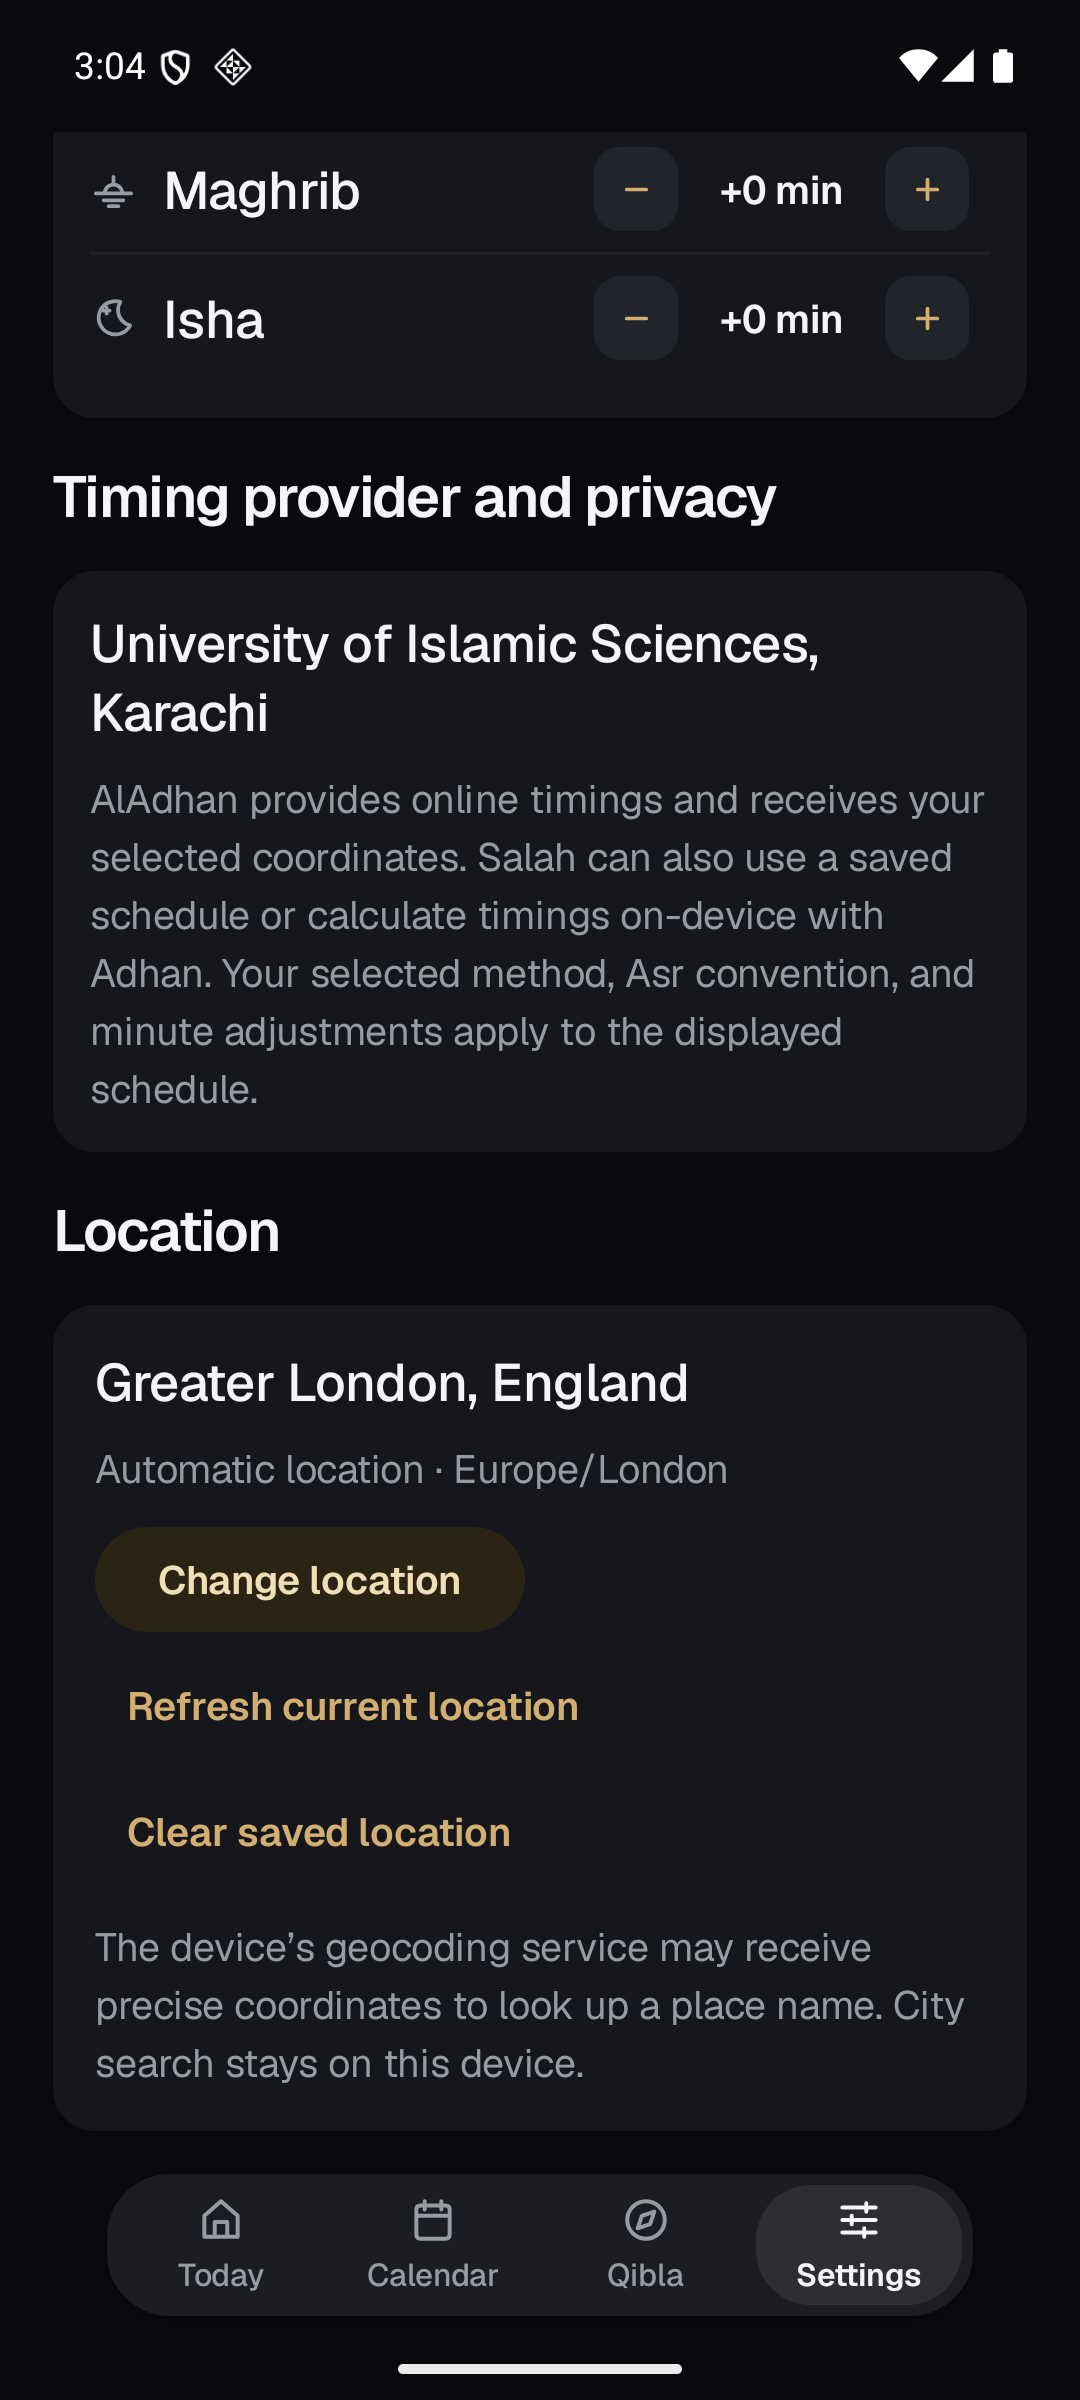 3:04
Maghrib
+0 min
Isha
+0 min
Timing provider and privacy
University of Islamic Sciences,
Karachi
AlAdhan provides online timings and receives your
selected coordinates. Salah can also use a saved
schedule or calculate timings on-device with
Adhan. Your selected method, Asr convention, and
minute adjustments apply to the displayed
schedule.
Location
Greater London, England
Automatic location · Europe/London
Change location
Refresh current location
Clear saved location
The device’s geocoding service may receive
precise coordinates to look up a place name. City
search stays on this device.
Today
Calendar
Qibla
Settings